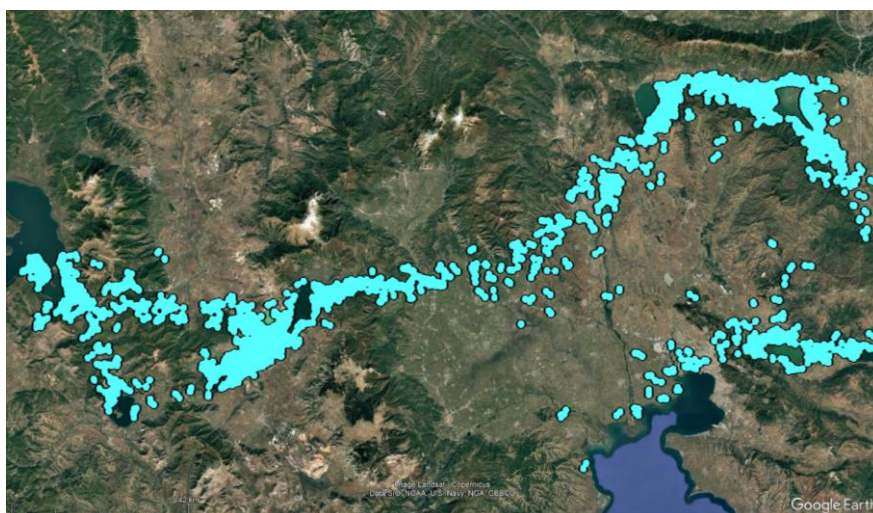 Image Landsat / Copernicus
Data SIO, NOAA, U.S. Navy, NGA, GEBCO
Google Earth